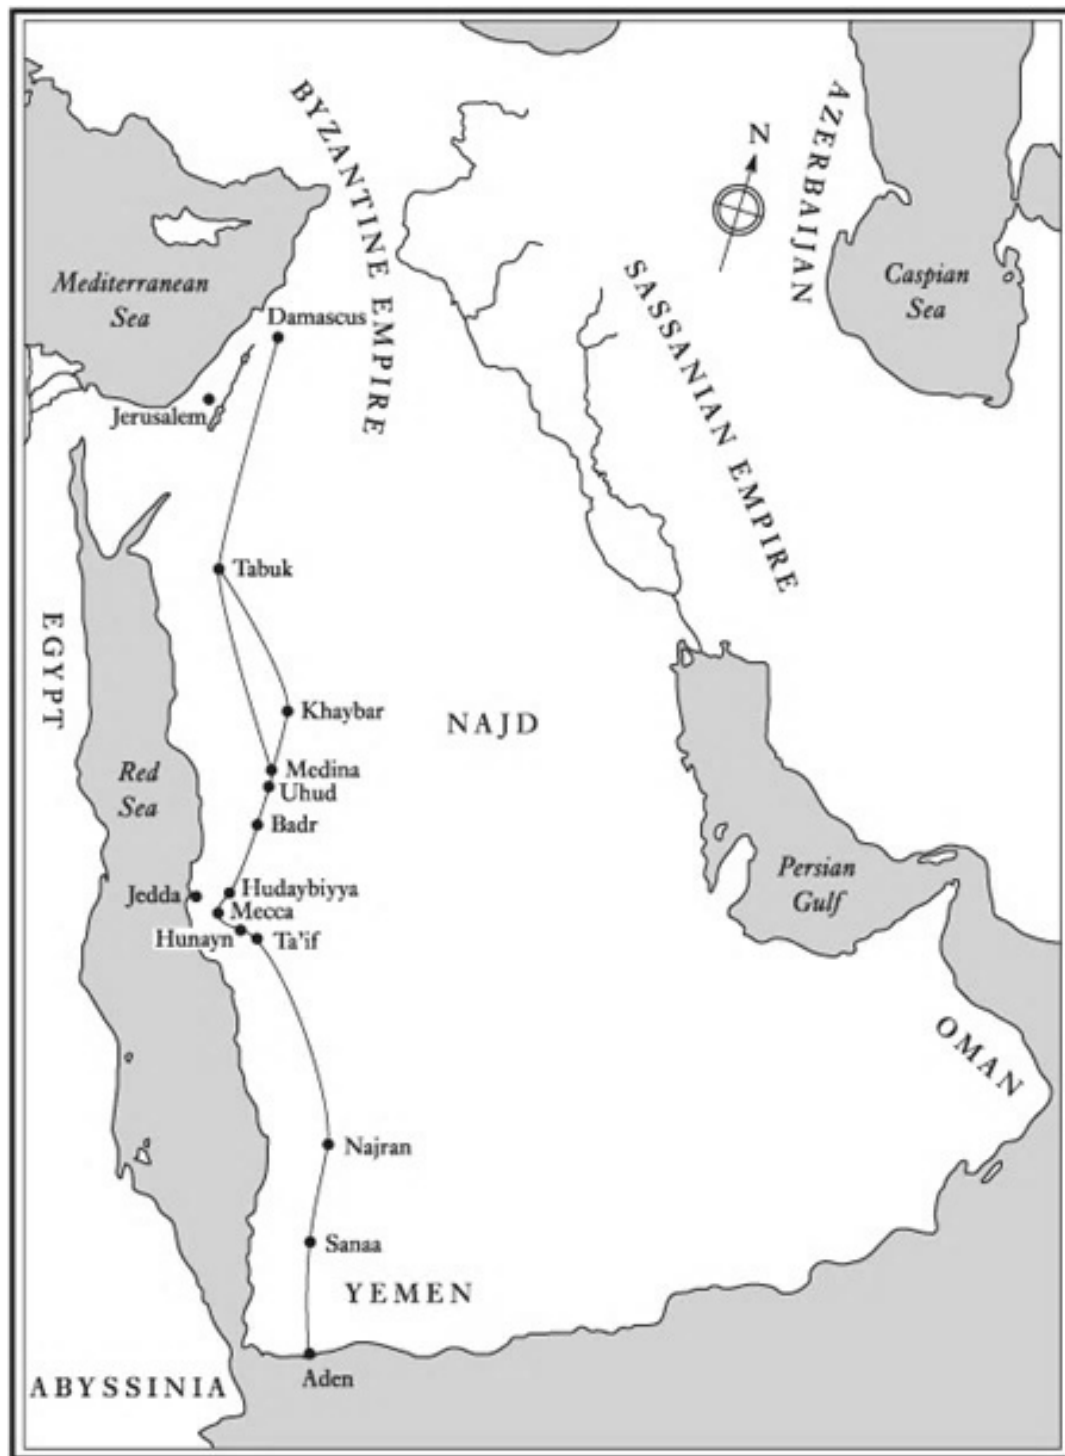 BYZANTINE EMPIRE
AZERBAIJAN
N
SASSANIAN EMPIRE
Mediterranean
Sea
Caspian
Sea
Damascus
Jerusalem
Tabuk
EGYPT
Khaybar
NAJD
Red
Sea
Medina
Uhud
Badr
Persian
Gulf
Jedda
Hudaybiyya
Mecca
Hunayn
Ta'if
OMAN
Najran
Sanaa
YEMEN
Aden
ABYSSINIA